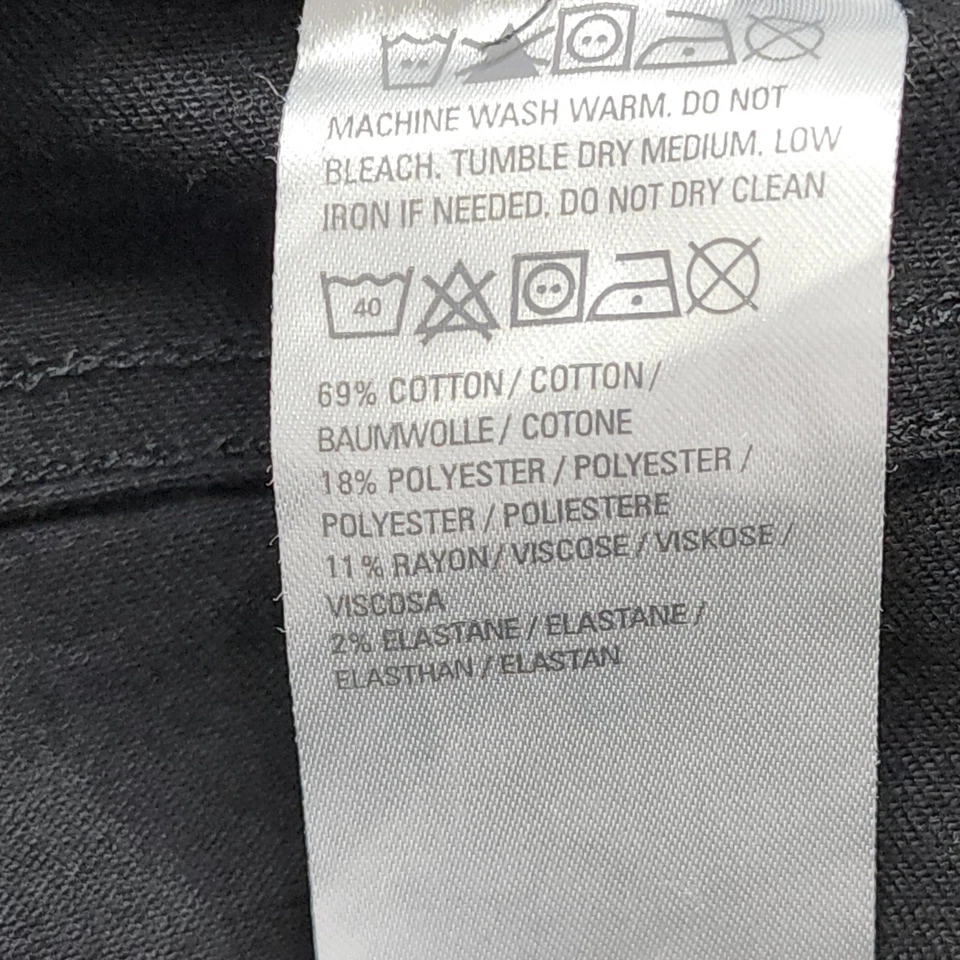 MACHINE WASH WARM. DO NOT
BLEACH. TUMBLE DRY MEDIUM. LOW
IRON IF NEEDED. DO NOT DRY CLEAN
40
69% COTTON / COTTON /
BAUMWOLLE / COTONE
18% POLYESTER / POLYESTER /
POLYESTER / POLIESTERE
11% RAYON / VISCOSE / VISKOSE /
VISCOSA
2% ELASTANE / ELASTANE /
ELASTHAN / ELASTAN